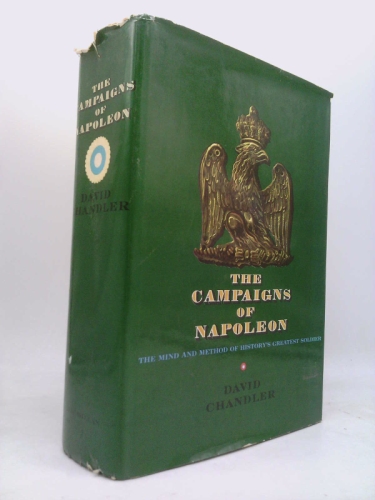 THE
CAMPAIGNS
OF
NAPOLEON
DAVID
CHANDLER
THE
CAMPAIGNS
OF
NAPOLEON
THE MIND AND METHOD OF HISTORY'S GREATEST SOLDIER
DAVID
CHANDLER